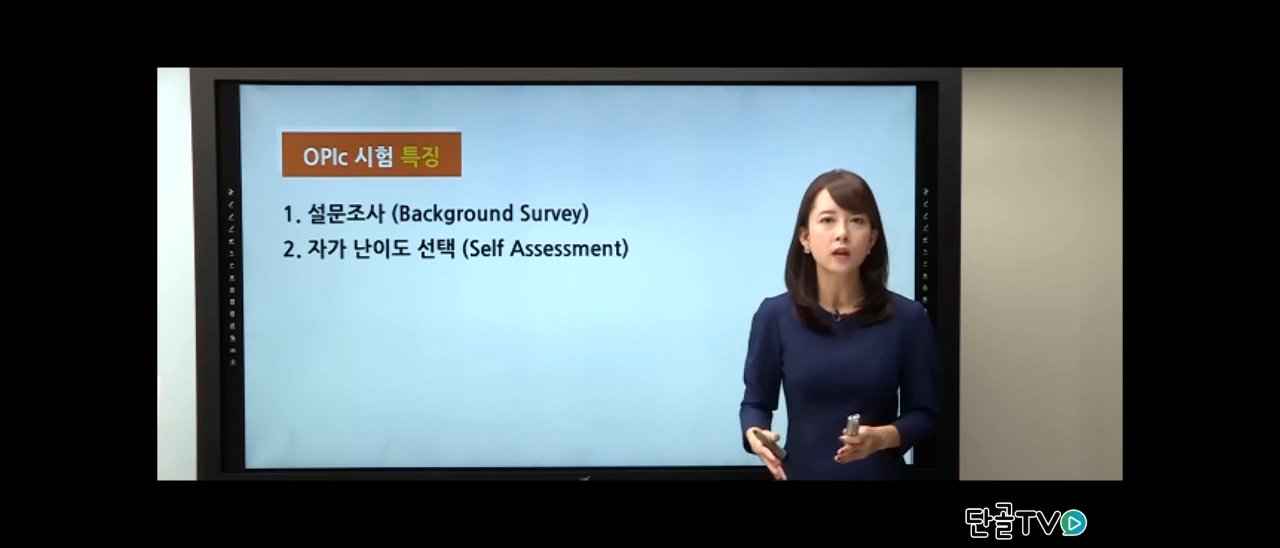 OPIc 시험 특징
1. 설문조사 (Background Survey)
2. 자가 난이도 선택 (Self Assessment)
단골TV